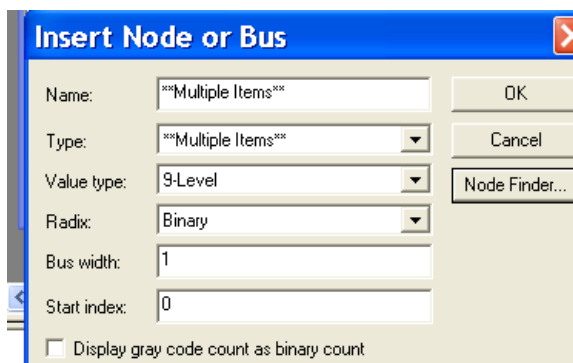 Insert Node or Bus
Name: **Multiple Items** OK
Type: **Multiple Items** Cancel
Value type: 9-Level Node Finder...
Radix: Binary
Bus width: 1
Start index: 0
Display gray code count as binary count